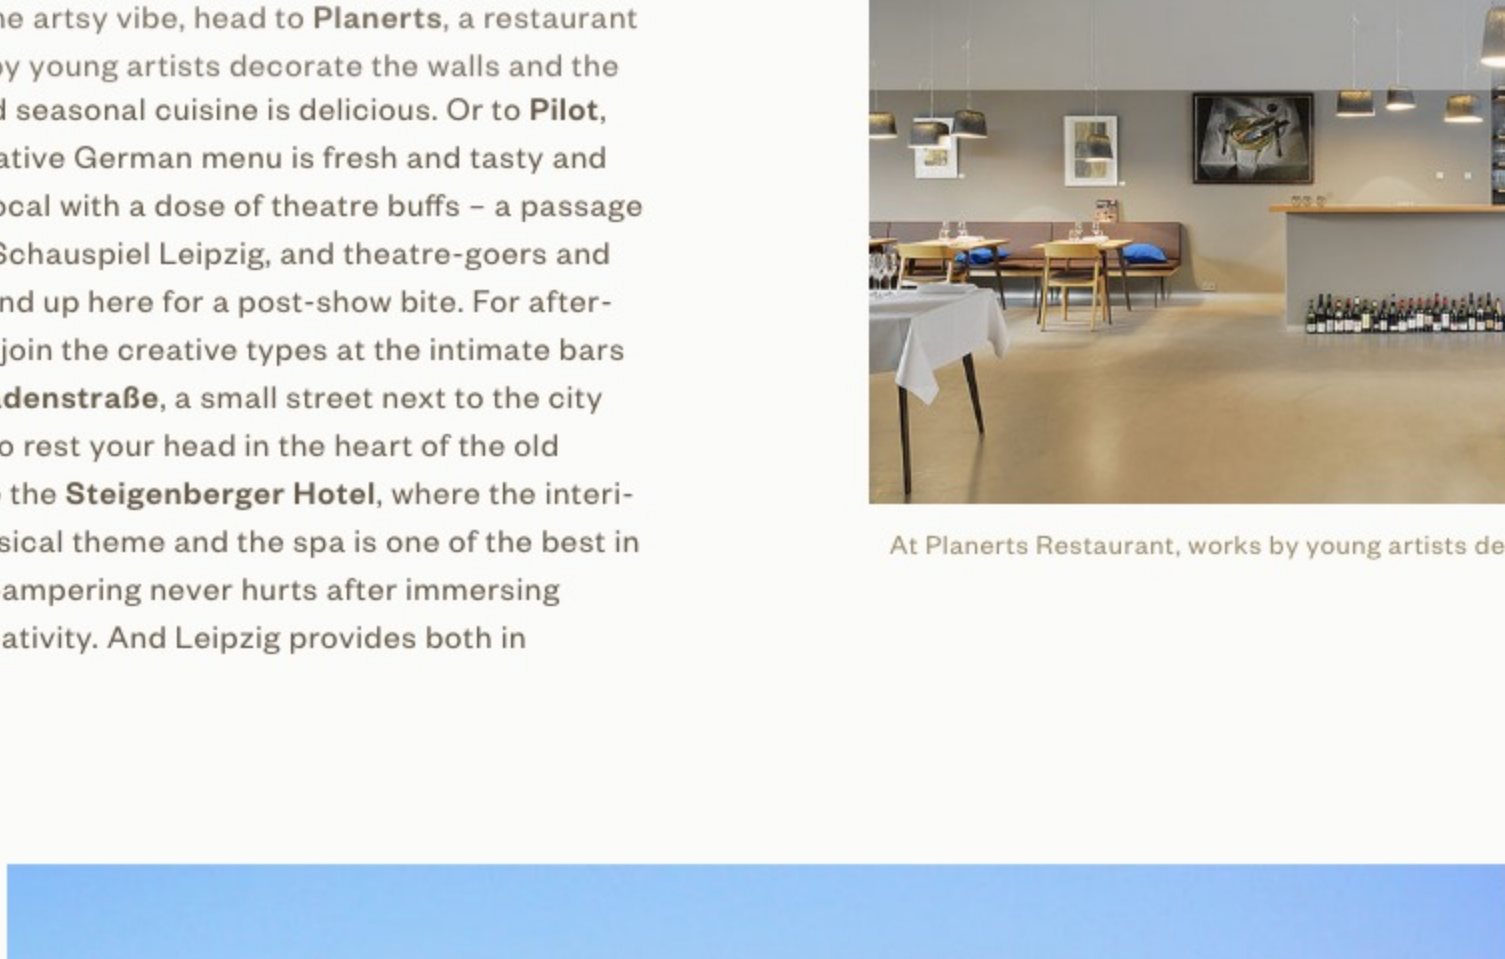 artsy vibe, head to Planerts, a restaurant
by young artists decorate the walls and the
seasonal cuisine is delicious. Or to Pilot,
German menu is fresh and tasty and
with a dose of theatre buffs – a passage
Schauspiel Leipzig, and theatre-goers and
up here for a post-show bite. For after-
join the creative types at the intimate bars
denstraße, a small street next to the city
rest your head in the heart of the old
the Steigenberger Hotel, where the interi-
sical theme and the spa is one of the best in
ampering never hurts after immersing
ativity. And Leipzig provides both in
At Planerts Restaurant, works by young artists de